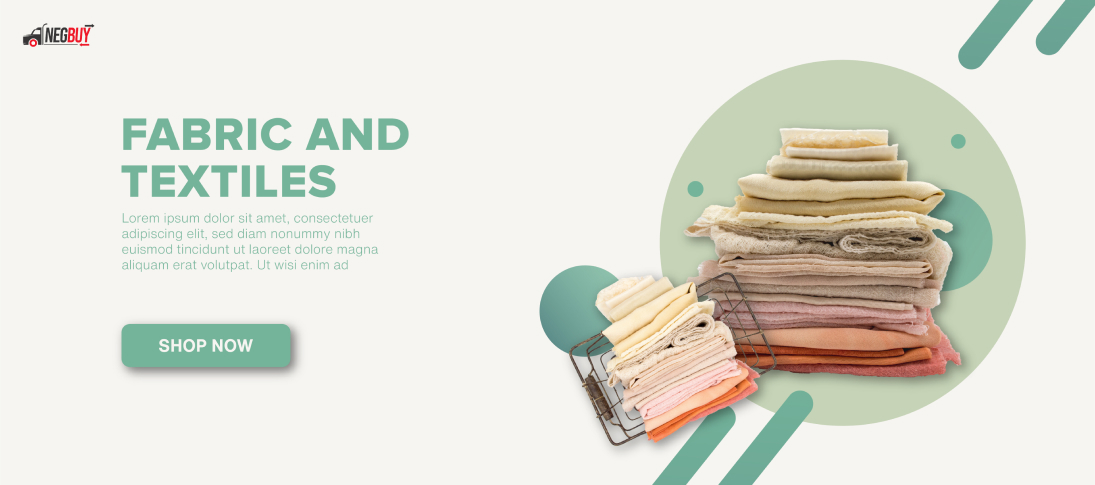 NEGBUY
FABRIC AND
TEXTILES
Lorem ipsum dolor sit amet, consectetuer
adipiscing elit, sed diam nonummy nibh
euismod tincidunt ut laoreet dolore magna
aliquam erat volutpat. Ut wisi enim ad
SHOP NOW